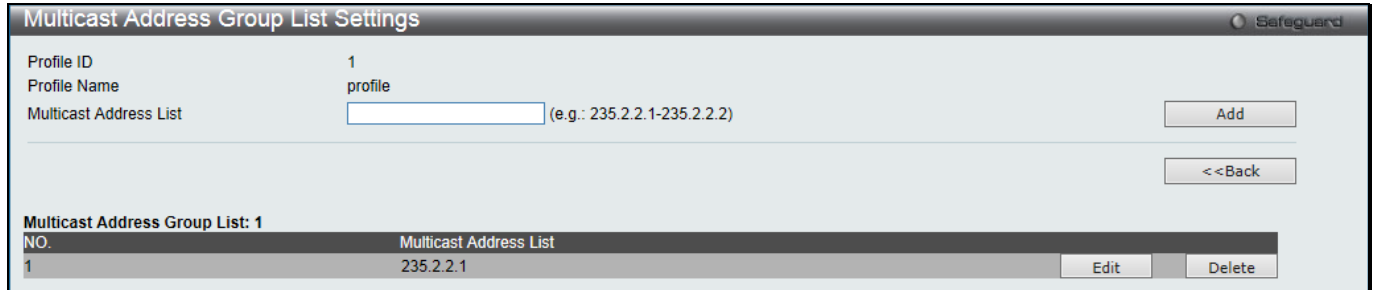 Multicast Address Group List Settings Safeguard
Profile ID 1
Profile Name profile
Multicast Address List (e.g.: 235.2.2.1-235.2.2.2) Add
<<Back
Multicast Address Group List: 1
NO. Multicast Address List
1 235.2.2.1 Edit Delete